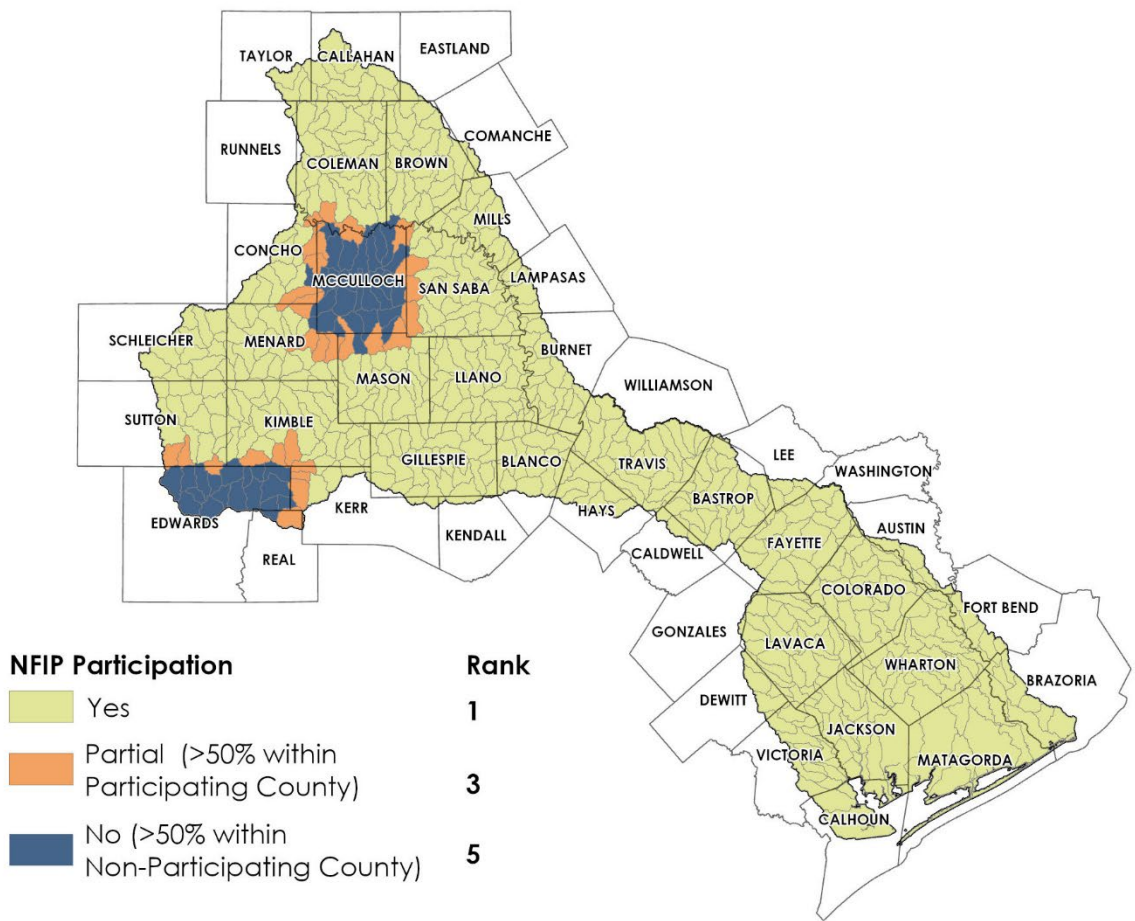 TAYLOR
CALLAHAN
EASTLAND
RUNNELS
COLEMAN
BROWN
COMANCHE
MILLS
CONCHO
MCCULLOCH
SAN SABA
LAMPASAS
SCHLEICHER
MENARD
BURNET
MASON
LLANO
WILLIAMSON
SUTTON
KIMBLE
GILLESPIE
BLANCO
TRAVIS
LEE
WASHINGTON
BASTROP
EDWARDS
KERR
HAYS
AUSTIN
KENDALL
FAYETTE
REAL
CALDWELL
COLORADO
FORT BEND
GONZALES
LAVACA
WHARTON
BRAZORIA
DEWITT
JACKSON
VICTORIA
MATAGORDA
CALHOUN
NFIP Participation Rank
Yes 1
Partial (>50% within
Participating County) 3
No (>50% within
Non-Participating County) 5